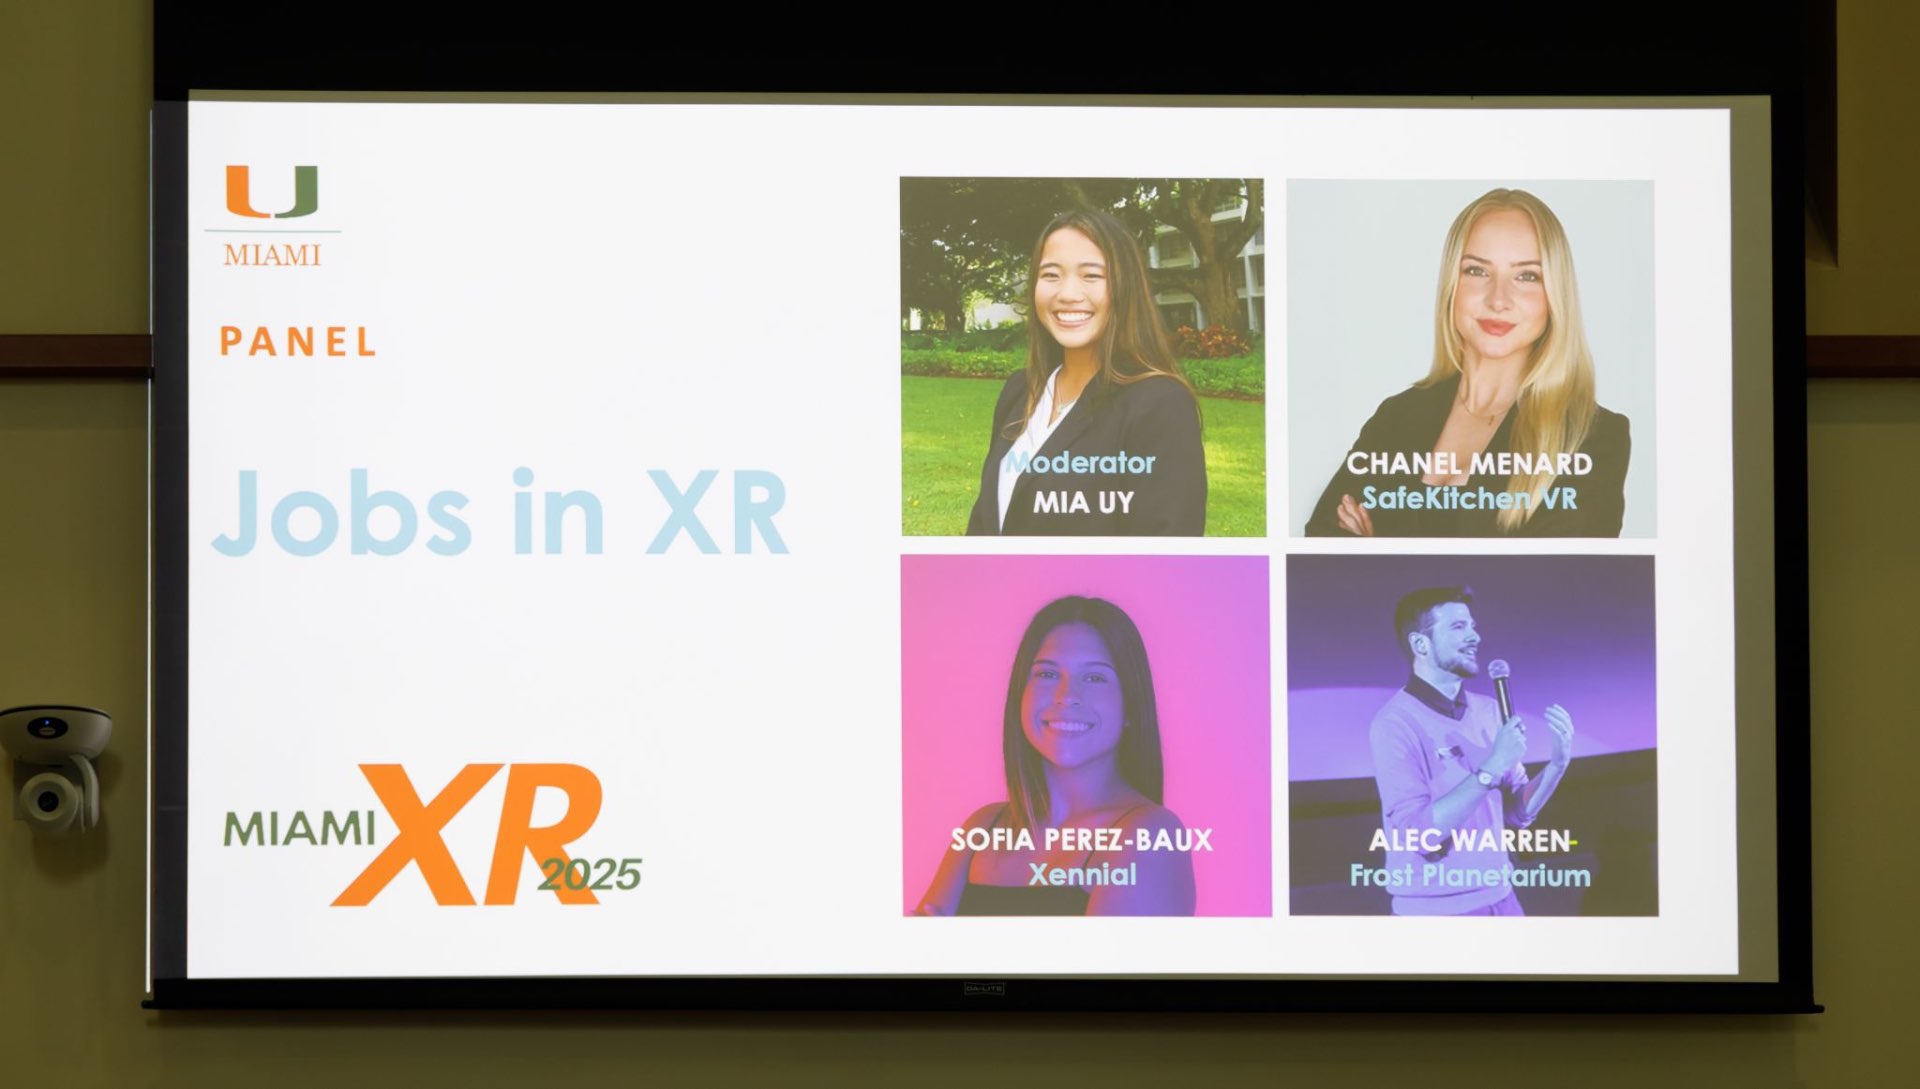 U
MIAMI
PANEL
Jobs in XR
MIAMI XR 2025
Moderator
MIA UY
CHANEL MENARD
SafeKitchen VR
SOFIA PEREZ-BAUX
Xennial
ALEC WARREN-
Frost Planetarium
DA-LITE